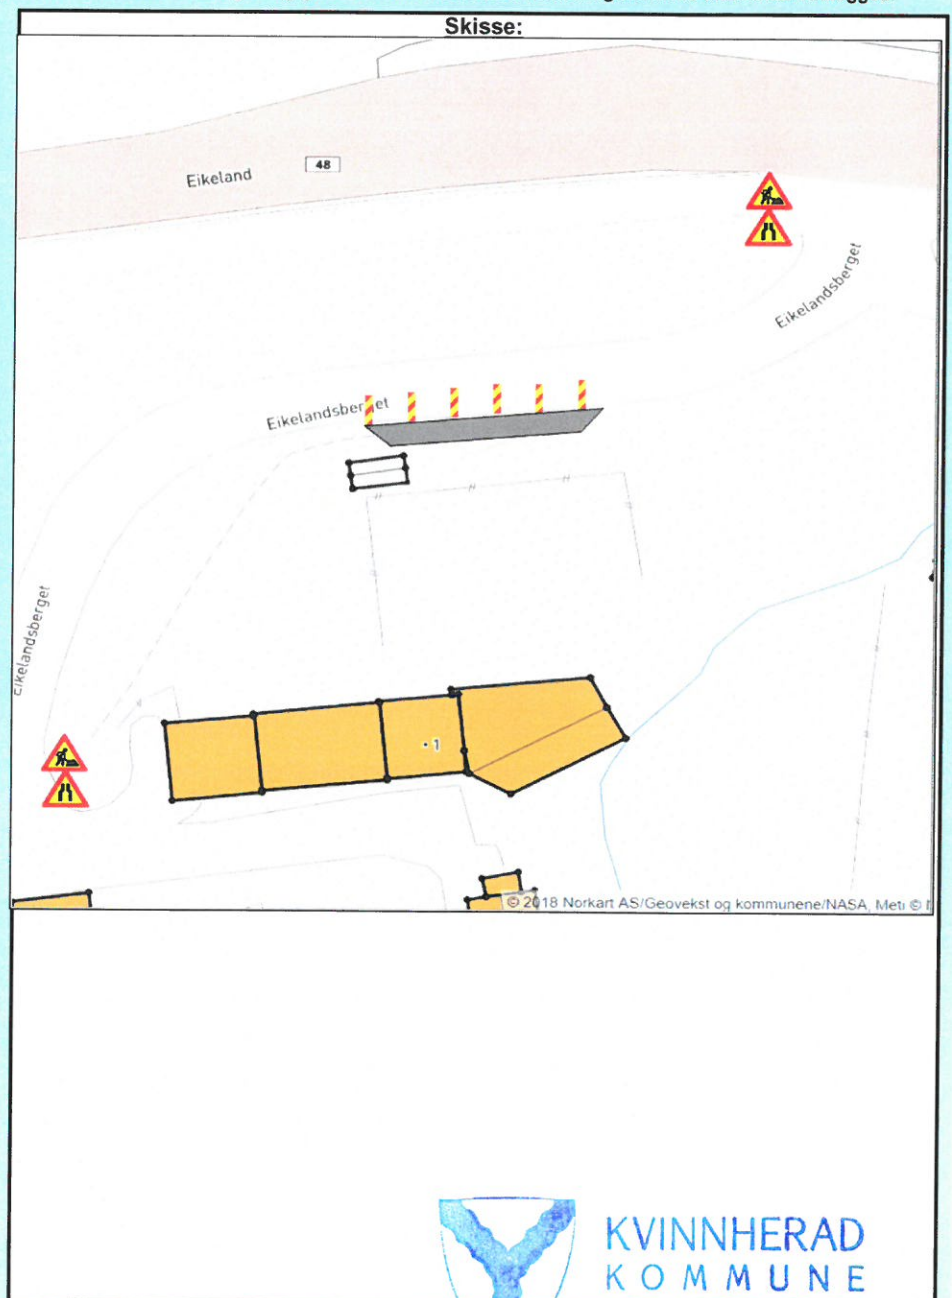 Skisse:
Eikeland
48
Eikelandsberget
Eikelandsberget
Eikelandsberget
1
© 2018 Norkart AS/Geovekst og kommunene/NASA, Meti ©
KVINNHERAD
KOMMUNE